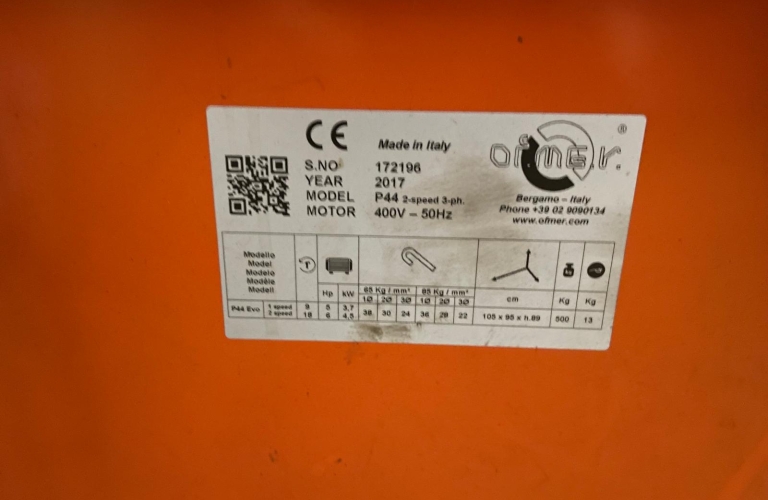 CE
Made in Italy
ofmer. ®
S.NO 172196
YEAR 2017
MODEL P44 2-speed 3-ph.
MOTOR 400V – 50Hz
Bergamo – Italy
Phone +39 02 9090134
www.ofmer.com
Modello
Model
Modelo
Modèle
Modell
Hp kW
65 Kg / mm² 85 Kg / mm²
1Ø 2Ø 3Ø 1Ø 2Ø 3Ø
cm Kg Kg
P44 Evo
1 speed 9 5 3,7
2 speed 18 6 4,5
38 30 24 36 28 22
105 x 95 x h.89 500 13